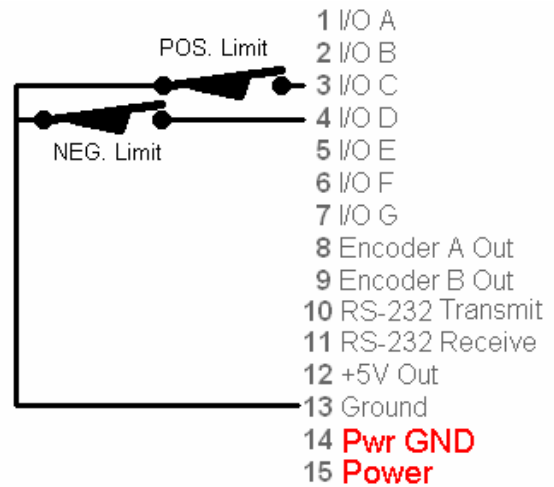 1 I/O A
POS. Limit
2 I/O B
3 I/O C
4 I/O D
NEG. Limit
5 I/O E
6 I/O F
7 I/O G
8 Encoder A Out
9 Encoder B Out
10 RS-232 Transmit
11 RS-232 Receive
12 +5V Out
13 Ground
14 Pwr GND
15 Power